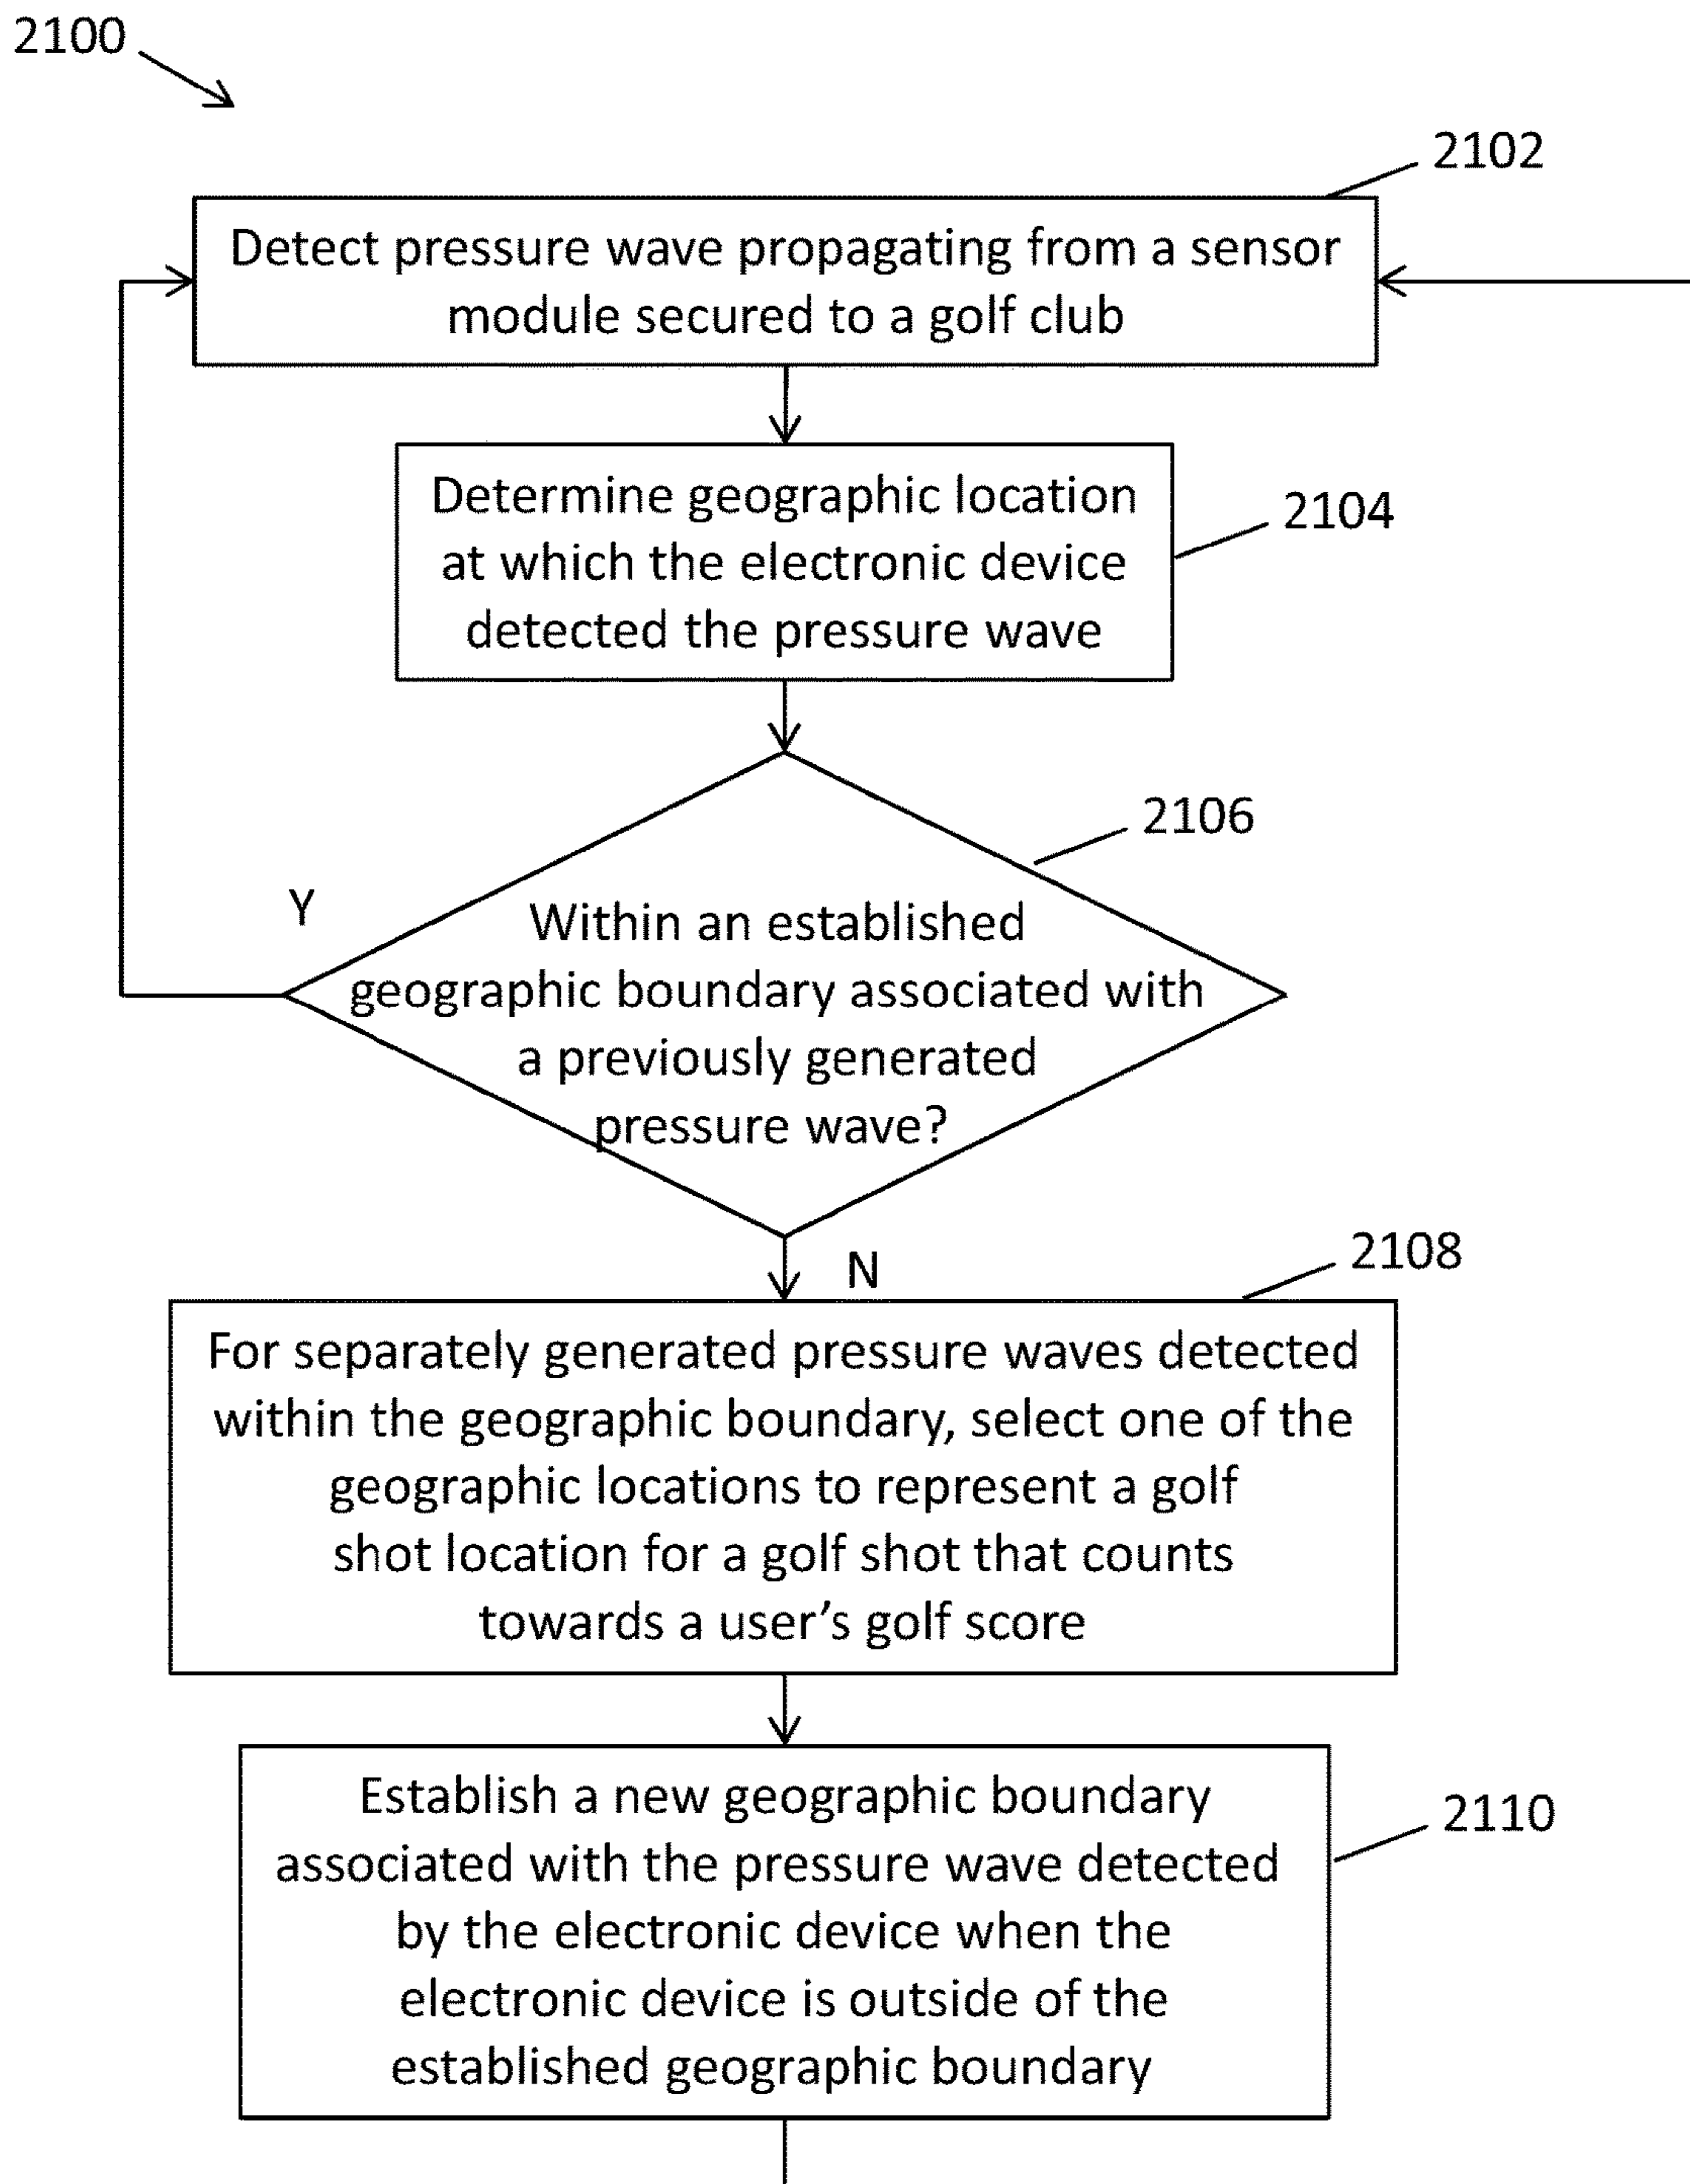 2100
2102
Detect pressure wave propagating from a sensor
module secured to a golf club
Determine geographic location
at which the electronic device
detected the pressure wave
2104
2106
Y
Within an established
geographic boundary associated with
a previously generated
pressure wave?
N
2108
For separately generated pressure waves detected
within the geographic boundary, select one of the
geographic locations to represent a golf
shot location for a golf shot that counts
towards a user’s golf score
Establish a new geographic boundary
associated with the pressure wave detected
by the electronic device when the
electronic device is outside of the
established geographic boundary
2110